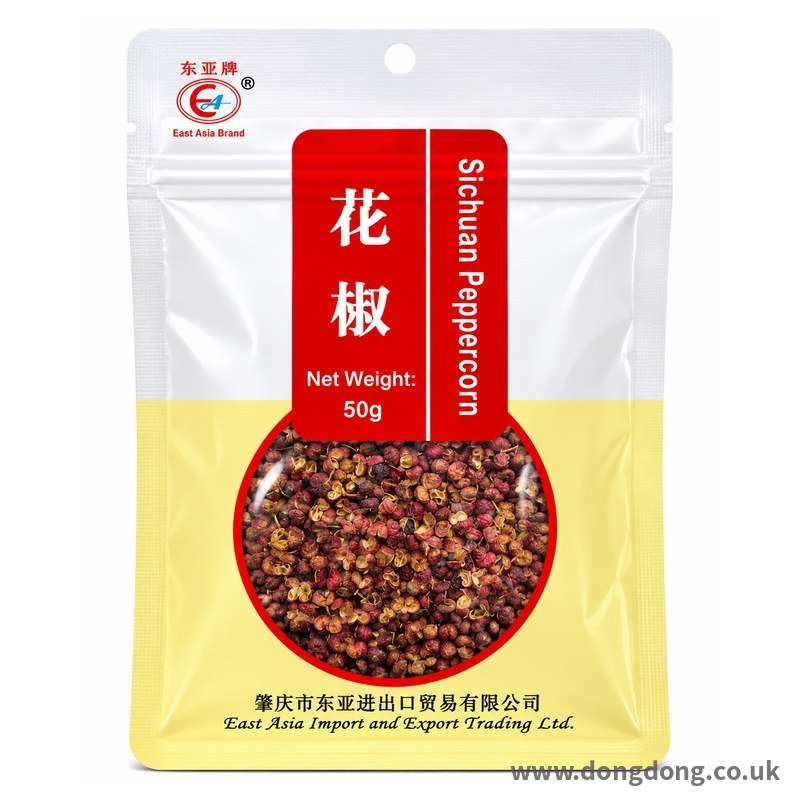 东亚牌
EA
®
East Asia Brand
花椒
Net Weight:
50g
Sichuan Peppercorn
肇庆市东亚进出口贸易有限公司
East Asia Import and Export Trading Ltd.
www.dongdong.co.uk